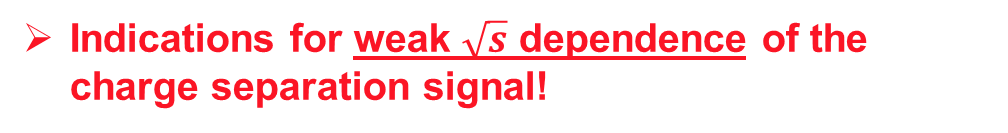 ➢ Indications for weak √s dependence of the
charge separation signal!